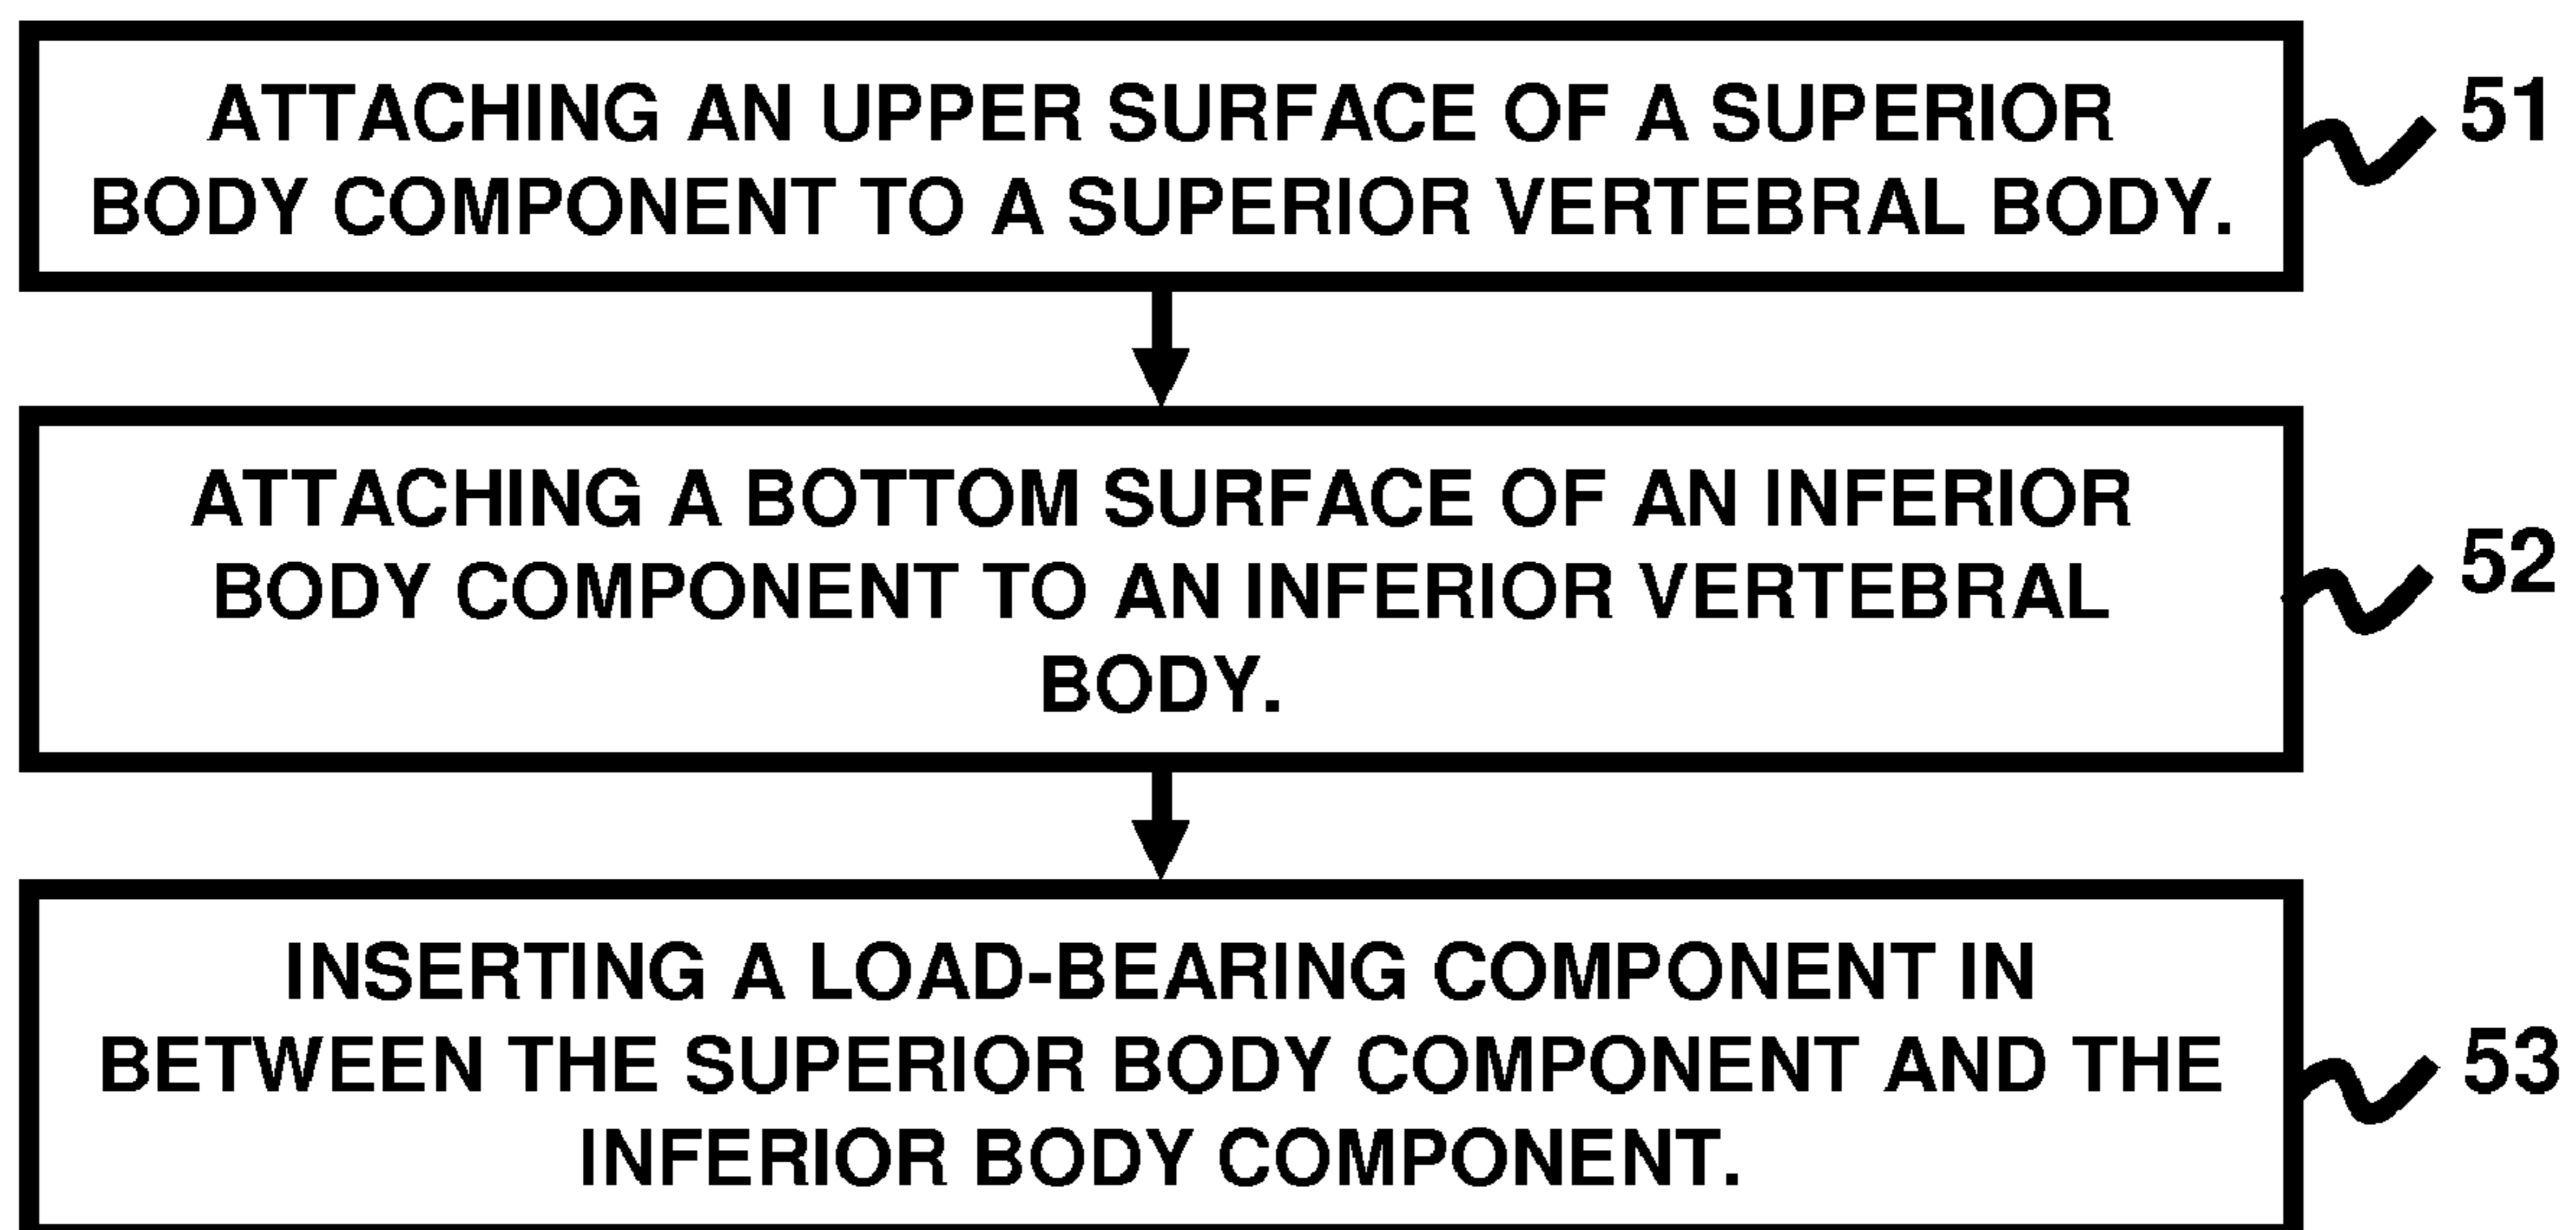 ATTACHING AN UPPER SURFACE OF A SUPERIOR
BODY COMPONENT TO A SUPERIOR VERTEBRAL BODY.
51
ATTACHING A BOTTOM SURFACE OF AN INFERIOR
BODY COMPONENT TO AN INFERIOR VERTEBRAL
BODY.
52
INSERTING A LOAD-BEARING COMPONENT IN
BETWEEN THE SUPERIOR BODY COMPONENT AND THE
INFERIOR BODY COMPONENT.
53